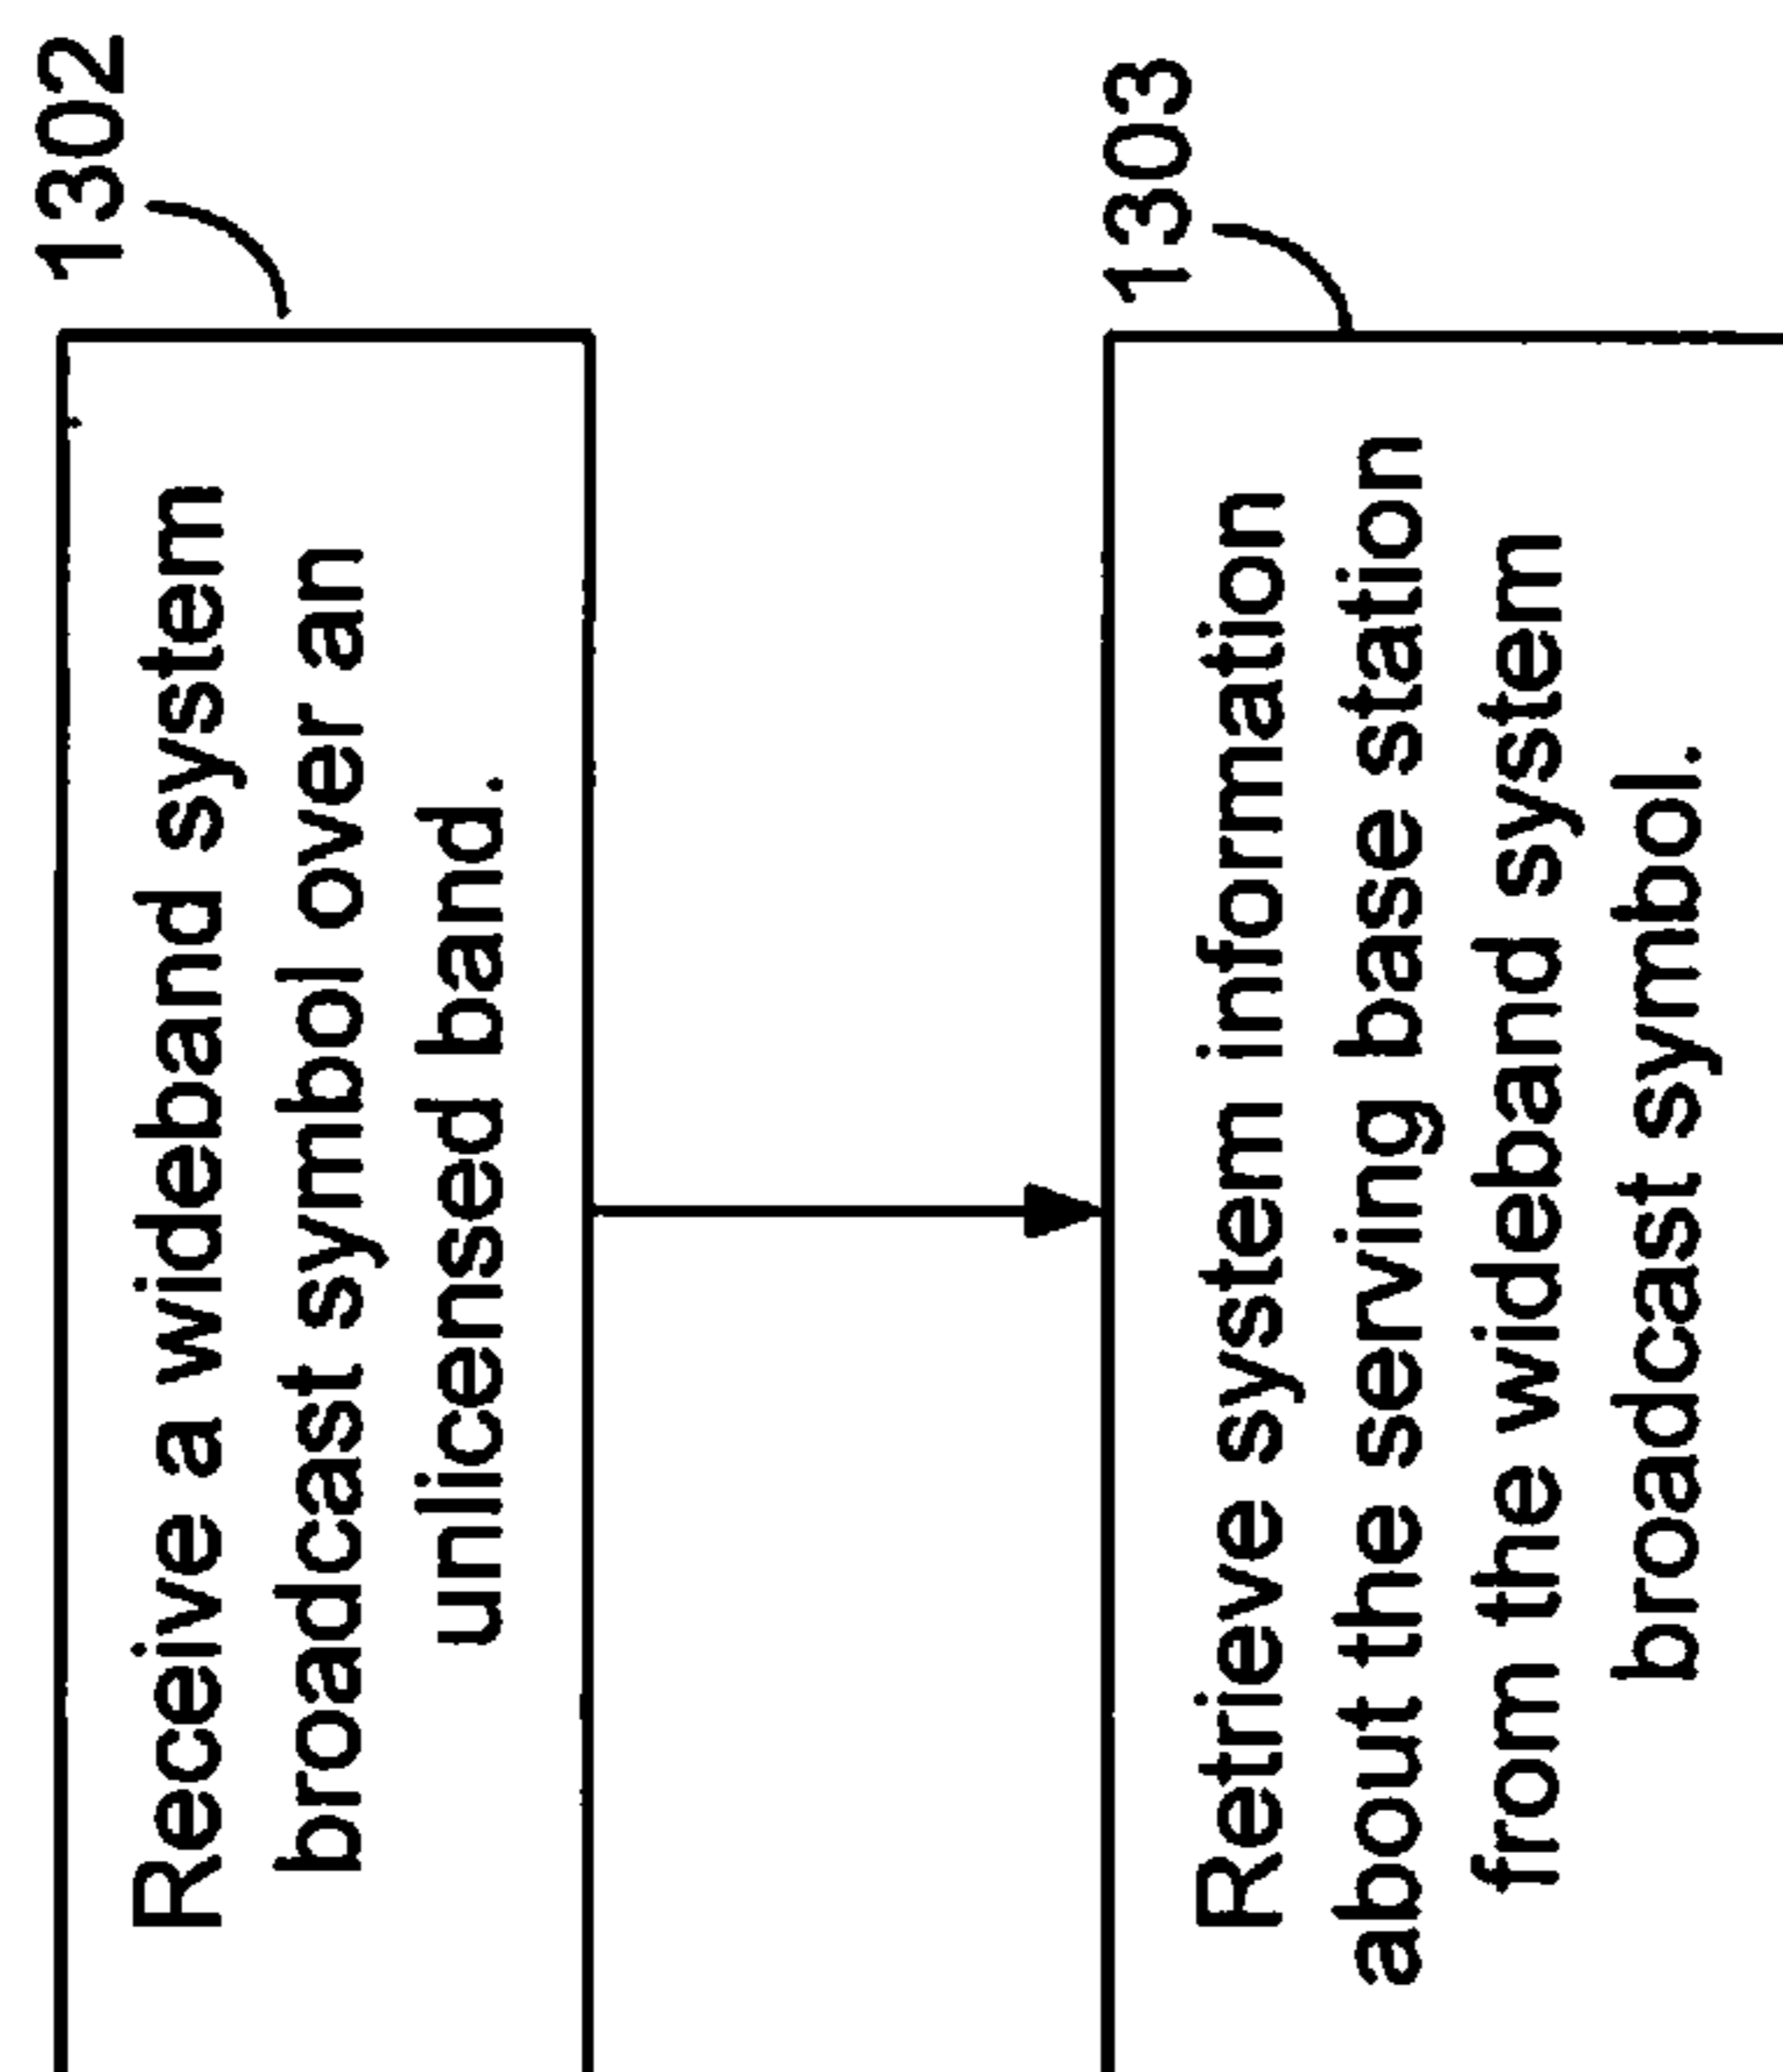 1302
Receive a wideband system
broadcast symbol over an
unlicensed band.
1303
Retrieve system information
about the serving base station
from the wideband system
broadcast symbol.